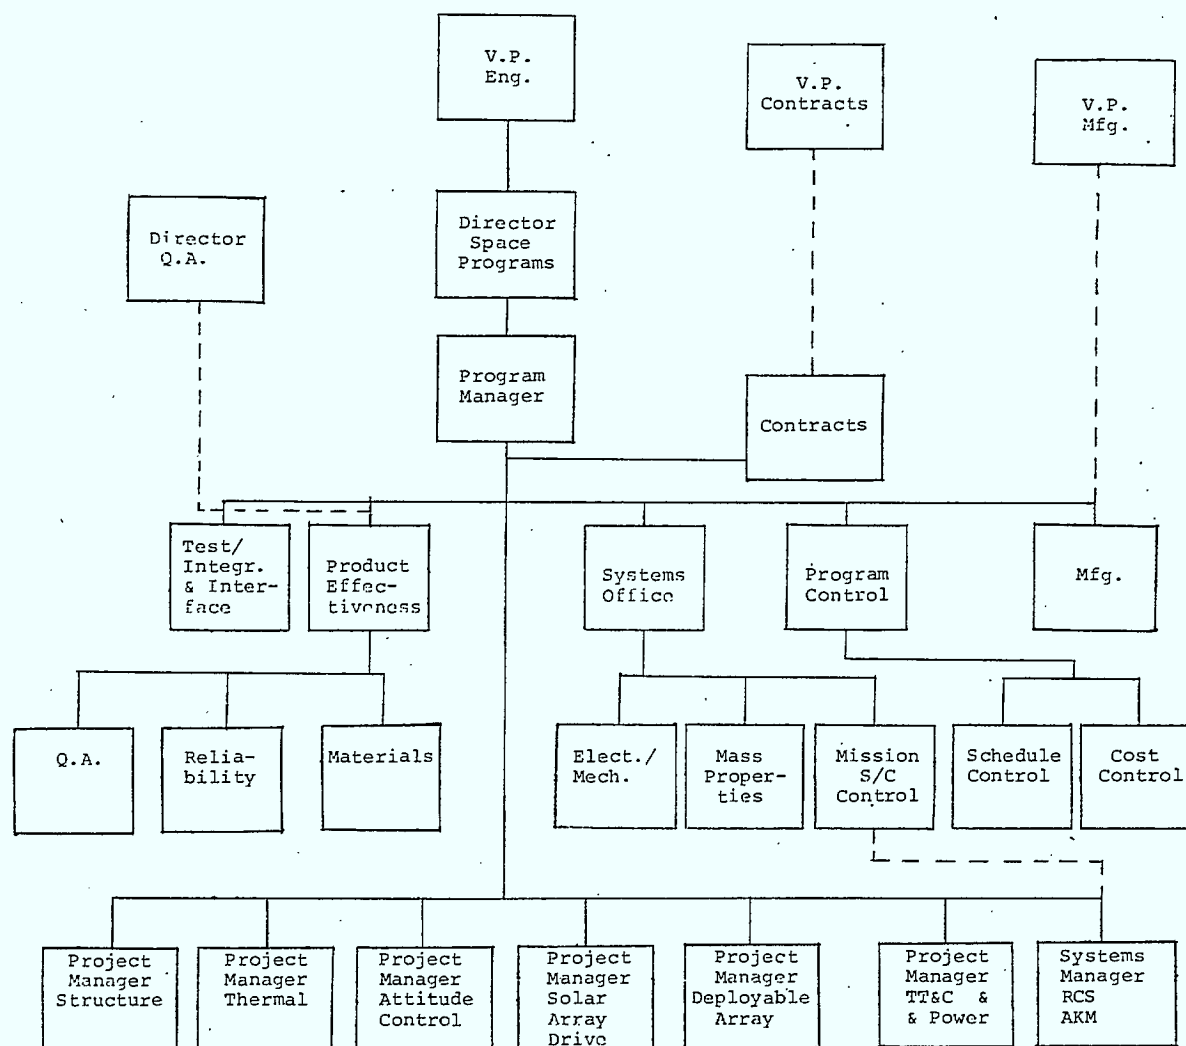 V.P.
Eng.
V.P.
Contracts
V.P.
Mfg.
Director
Q.A.
Director
Space
Programs
Program
Manager
Contracts
Test/
Integr.
& Inter-
face
Product
Effec-
tiveness
Systems
Office
Program
Control
Mfg.
Q.A.
Relia-
bility
Materials
Elect./
Mech.
Mass
Proper-
ties
Mission
S/C
Control
Schedule
Control
Cost
Control
Project
Manager
Structure
Project
Manager
Thermal
Project
Manager
Attitude
Control
Project
Manager
Solar
Array
Drive
Project
Manager
Deployable
Array
Project
Manager
TT&C &
& Power
Systems
Manager
RCS
AKM